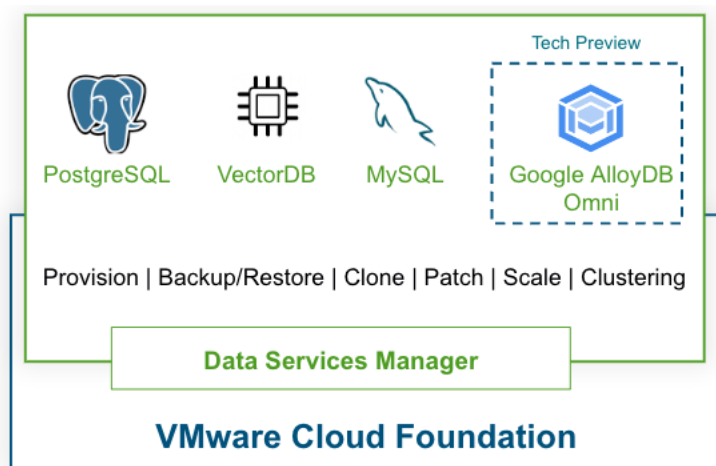 Tech Preview
PostgreSQL
VectorDB
MySQL
Google AlloyDB
Omni
Provision | Backup/Restore | Clone | Patch | Scale | Clustering
Data Services Manager
VMware Cloud Foundation